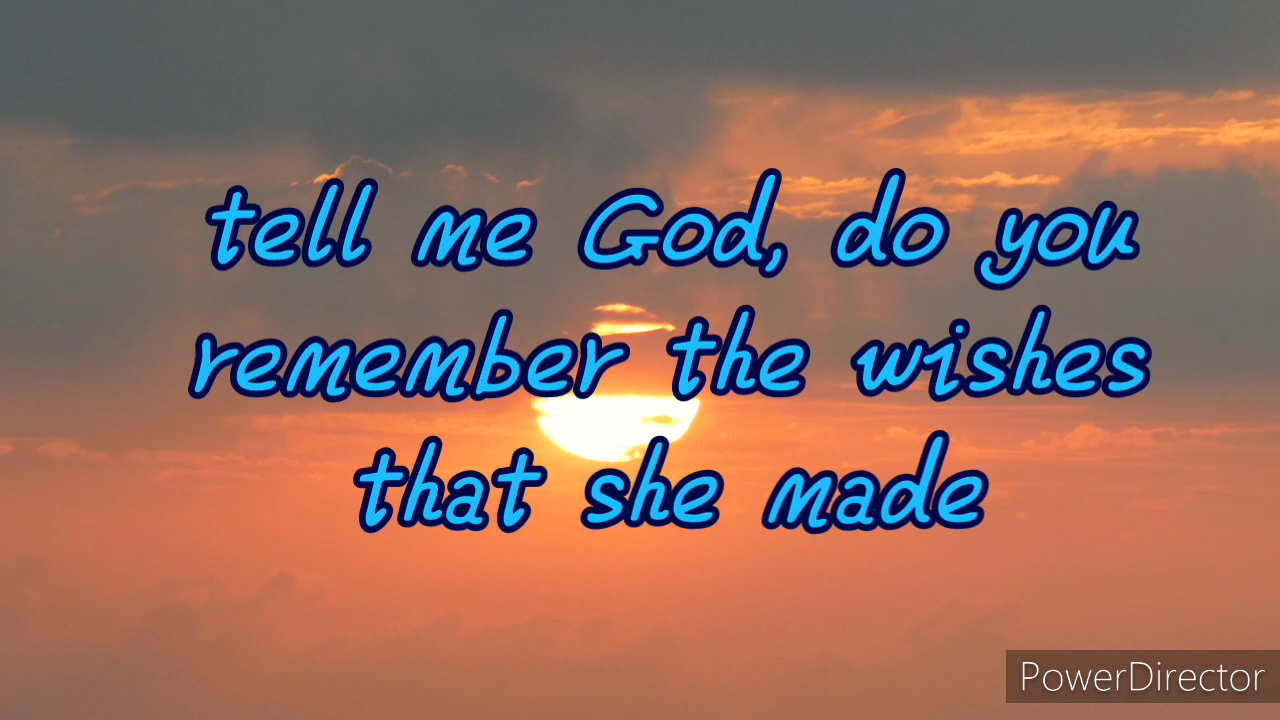 tell me God, do you
remember the wishes
that she made
PowerDirector